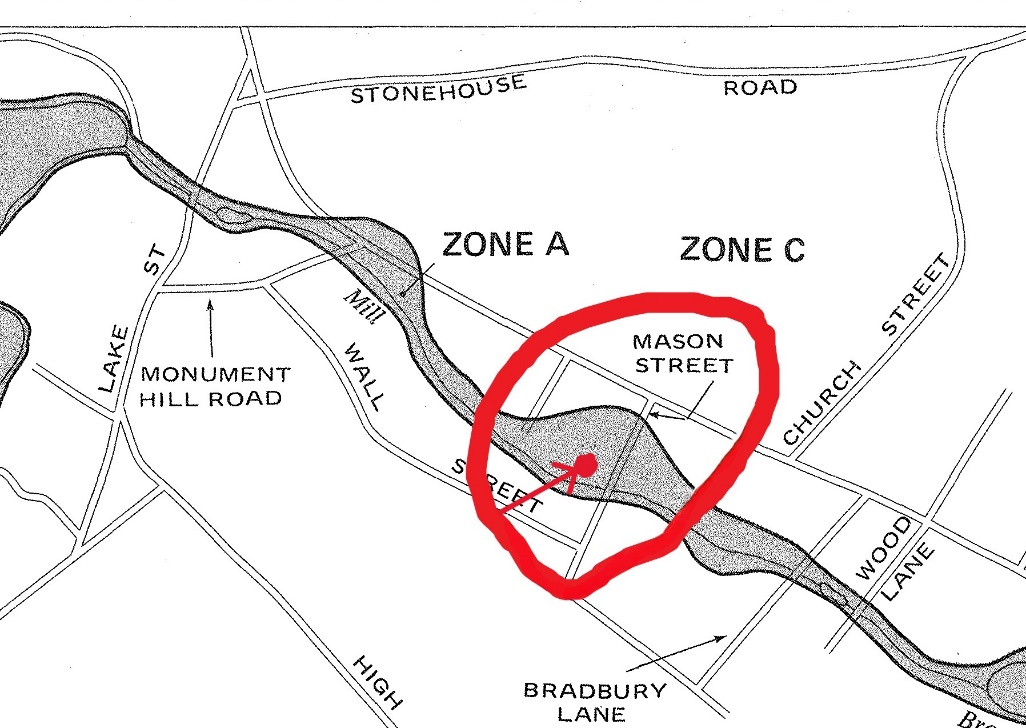 STONEHOUSE ROAD
ZONE A
ZONE C
ST
LAKE
Mill
MONUMENT
HILL ROAD
WALL
STREET
MASON
STREET
CHURCH STREET
WOOD
LANE
BRADBURY
LANE
HIGH